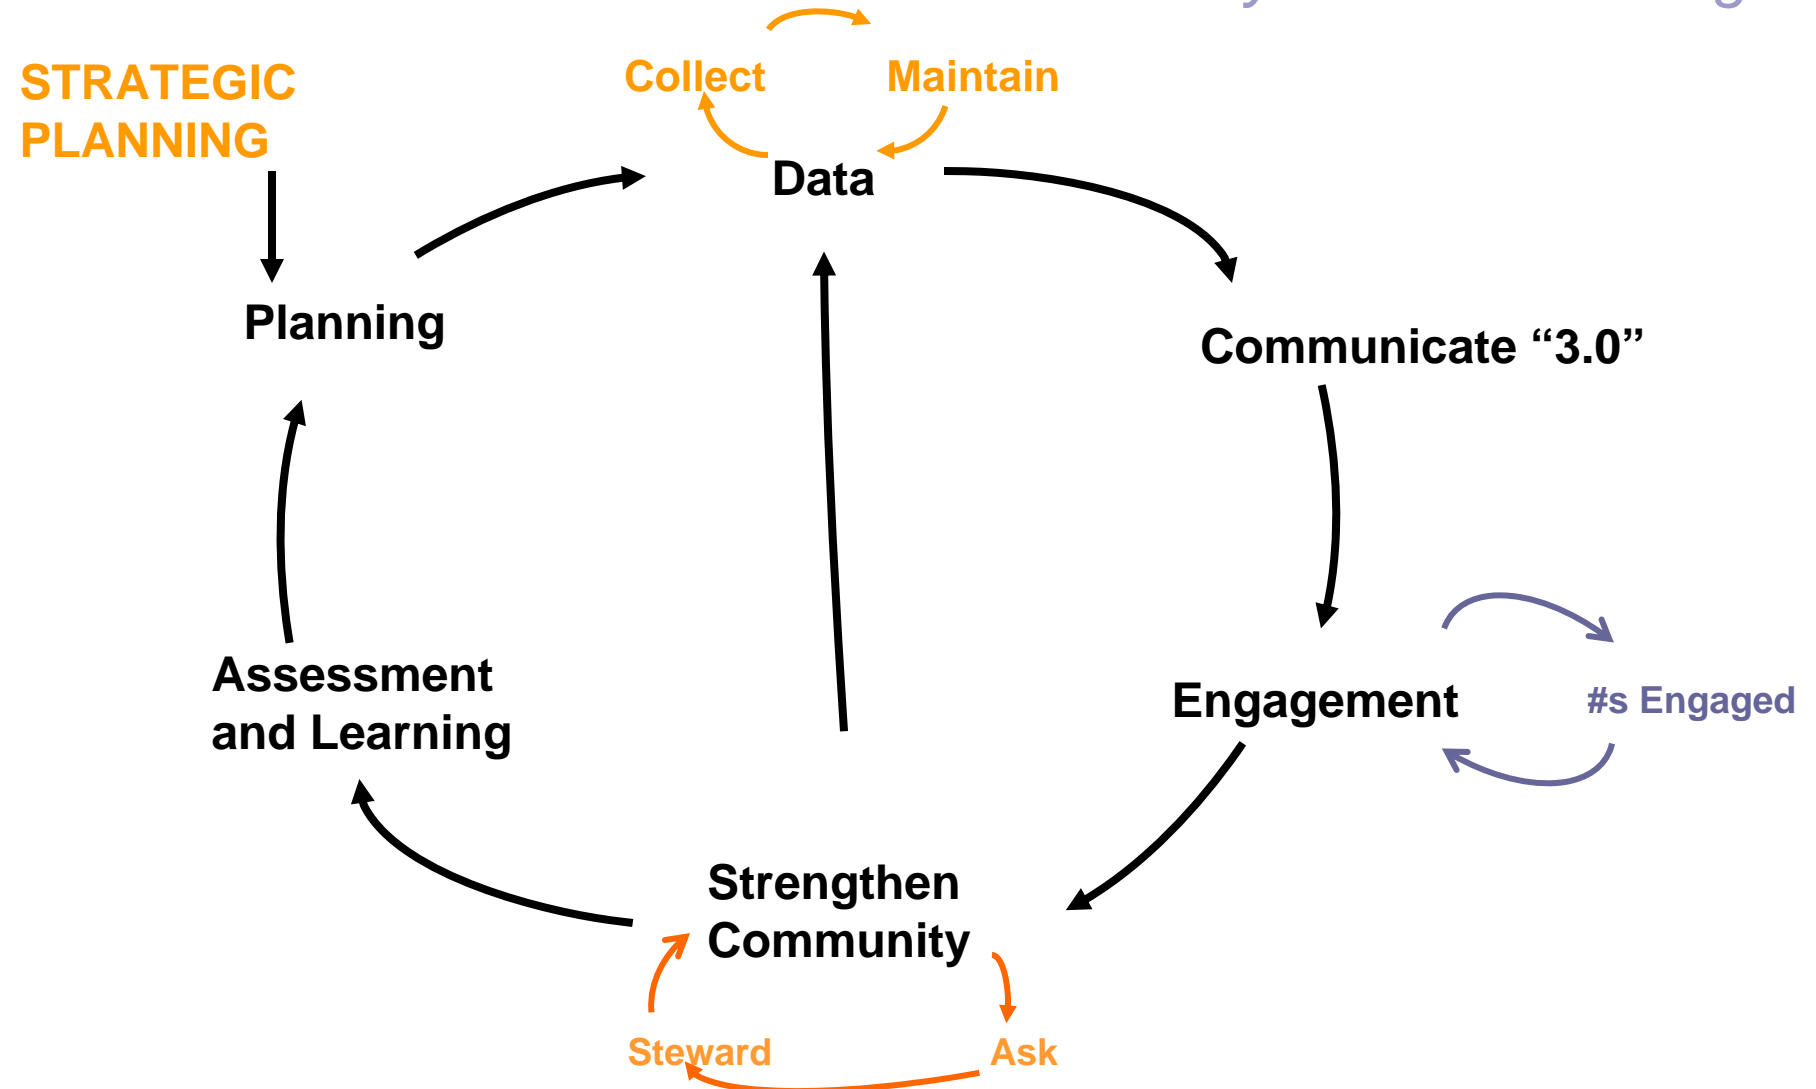 STRATEGIC
PLANNING
Collect
Maintain
Data
Planning
Communicate “3.0”
Assessment
and Learning
Engagement
#s Engaged
Strengthen
Community
Steward
Ask